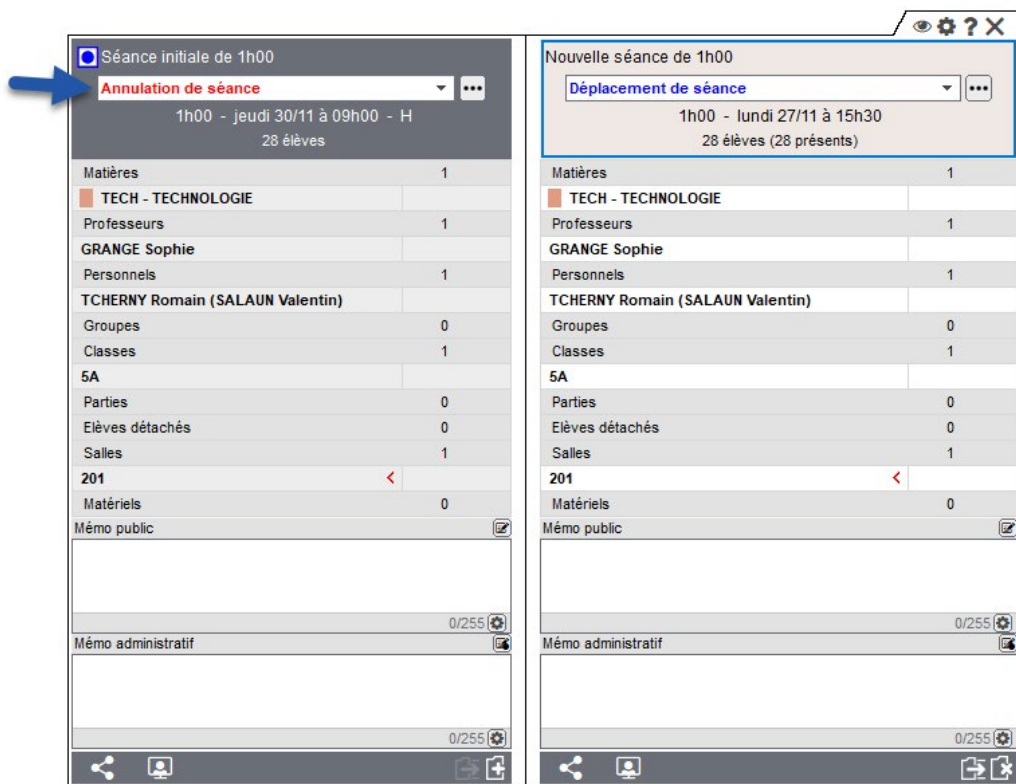 Séance initiale de 1h00
Annulation de séance
1h00 - jeudi 30/11 à 09h00 - H
28 élèves
Matières 1
TECH - TECHNOLOGIE
Professeurs 1
GRANGE Sophie
Personnels 1
TCHERNY Romain (SALAUN Valentin)
Groupes 0
Classes 1
5A
Parties 0
Elèves détachés 0
Salles 1
201 <
Matériels 0
Mémo public
0/255
Mémo administratif
0/255
?
Nouvelle séance de 1h00
Déplacement de séance
1h00 - lundi 27/11 à 15h30
28 élèves (28 présents)
Matières 1
TECH - TECHNOLOGIE
Professeurs 1
GRANGE Sophie
Personnels 1
TCHERNY Romain (SALAUN Valentin)
Groupes 0
Classes 1
5A
Parties 0
Elèves détachés 0
Salles 1
201 <
Matériels 0
Mémo public
0/255
Mémo administratif
0/255